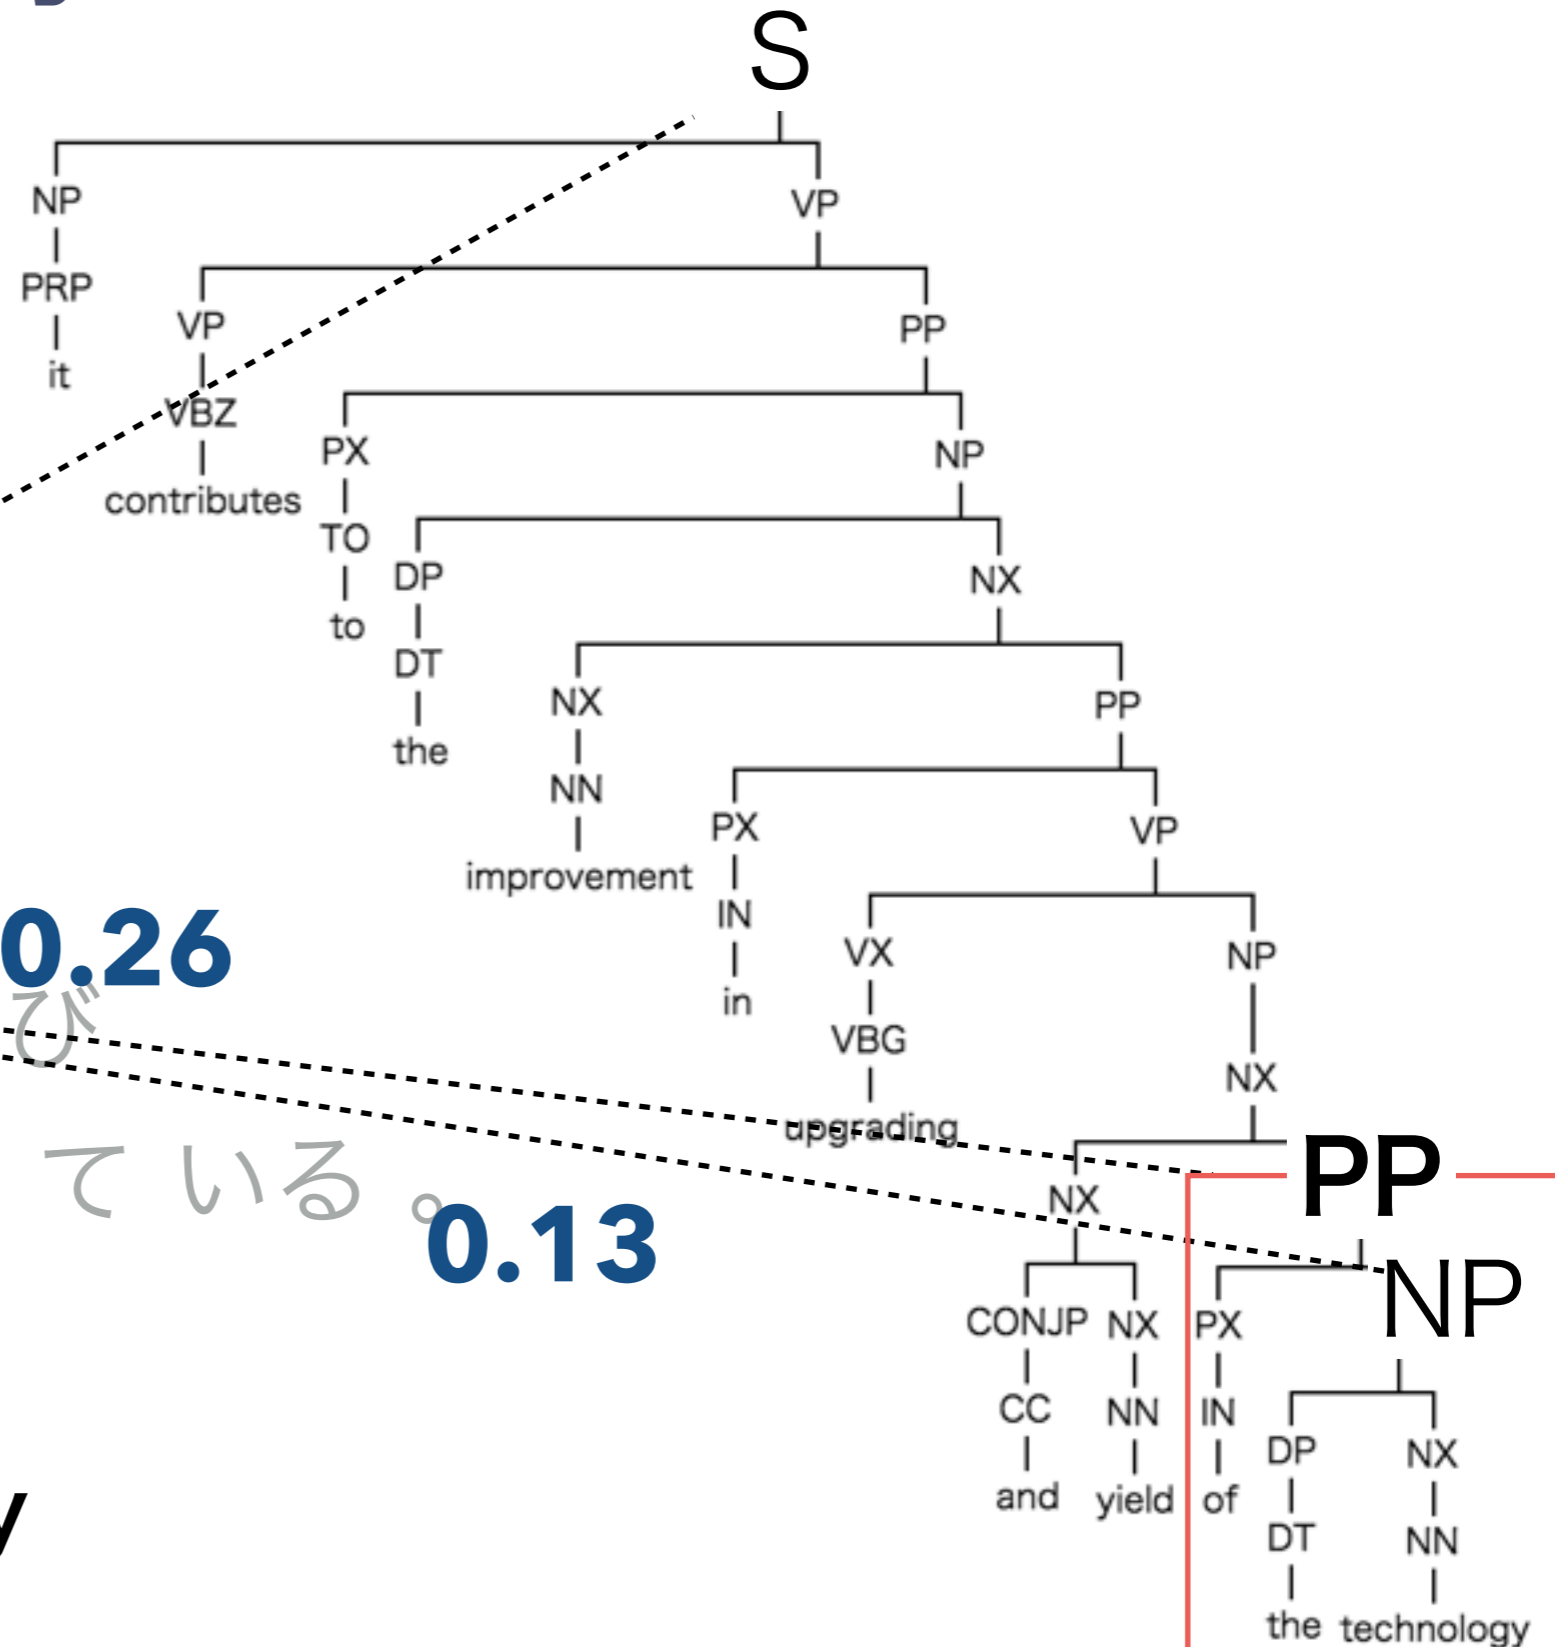 S
NP VP
PRP
VP PP
it
VBZ
PX NP
contributes
TO
DP NX
to
DT
NX PP
the
NN
PX VP
improvement
IN
0.26
VX NP
in
び
VBG
NX
upgrading
PP
て いる 。
NX
0.13
NP
CONJP NX PX
CC NN IN
DP NX
and yield of
DT NN
y
the technology